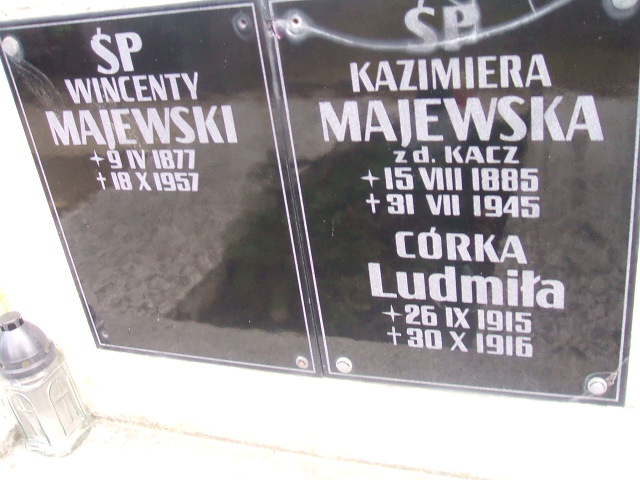 ŚP
WINCENTY
MAJEWSKI
+ 9 IV 1877
† 18 X 1957
ŚP
KAZIMIERA
MAJEWSKA
z d. KACZ
+ 15 VIII 1885
† 31 VII 1945
CÓRKA
Ludmiła
+ 26 IX 1915
† 30 X 1916